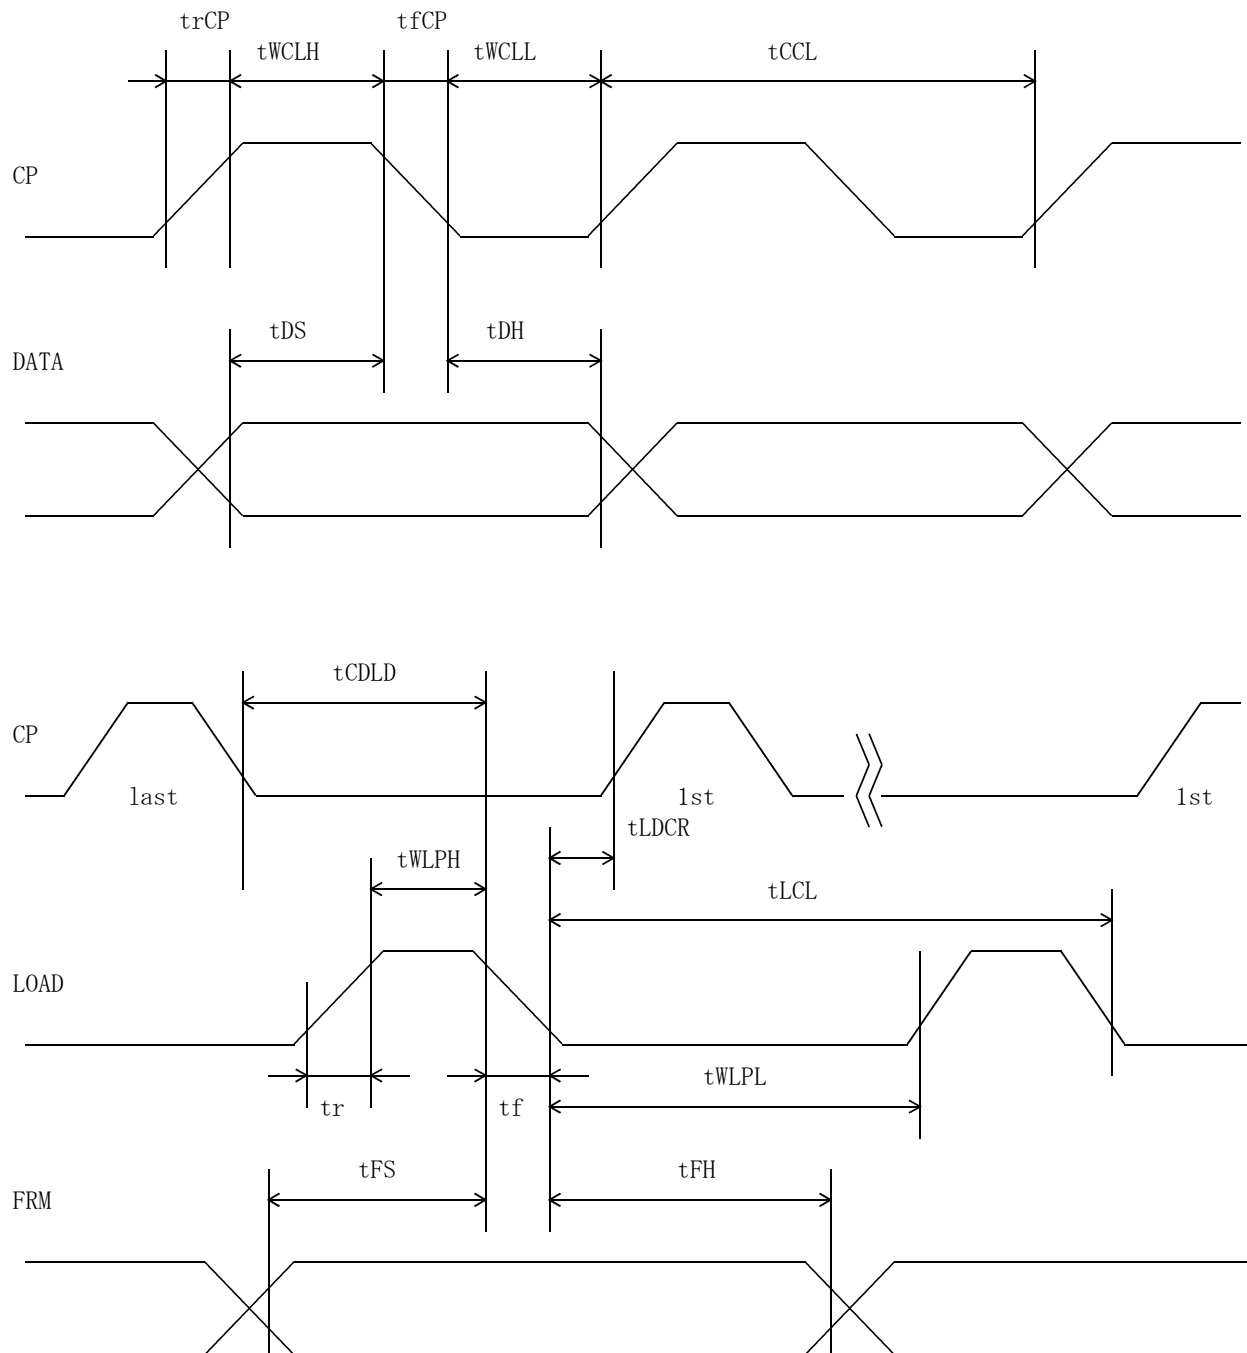 trCP
tfCP
tWCLH
tWCLL
tCCL
CP
tDS
tDH
DATA
tCDLD
CP
last
1st
1st
tLDCR
tWLPH
tLCL
LOAD
tWLPL
tr
tf
tFS
tFH
FRM